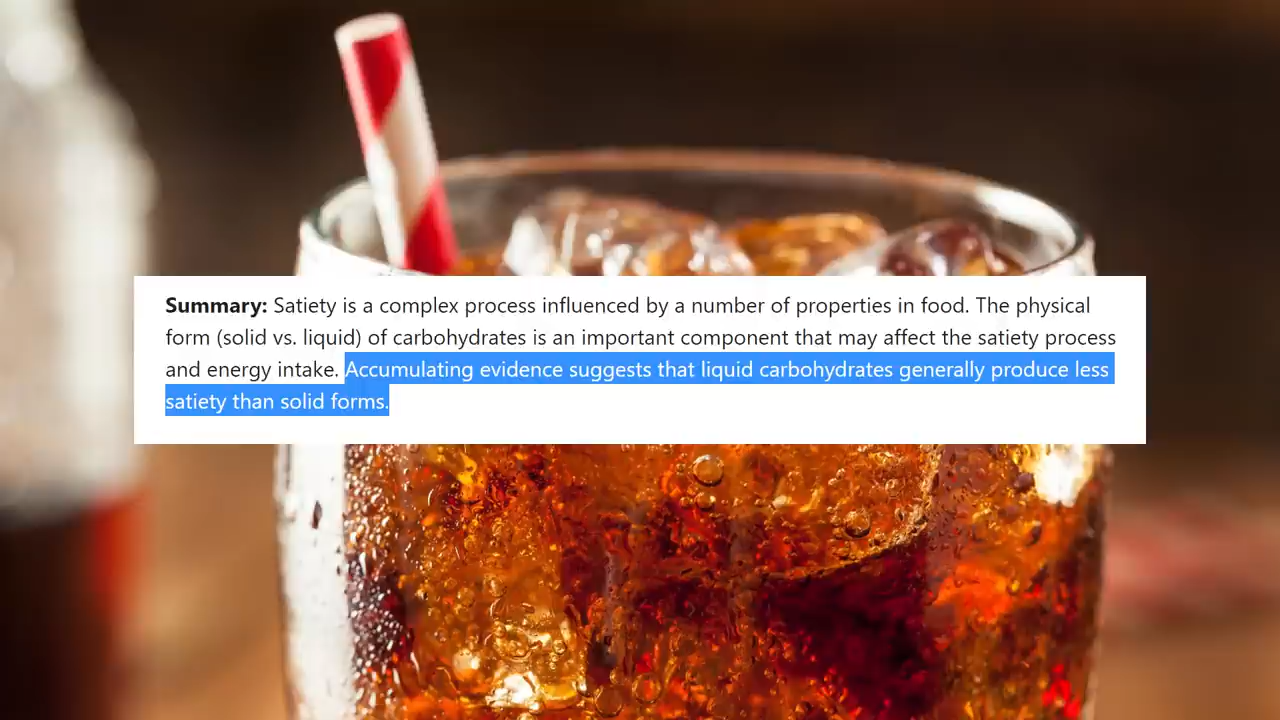 Summary: Satiety is a complex process influenced by a number of properties in food. The physical
form (solid vs. liquid) of carbohydrates is an important component that may affect the satiety process
and energy intake. Accumulating evidence suggests that liquid carbohydrates generally produce less
satiety than solid forms.